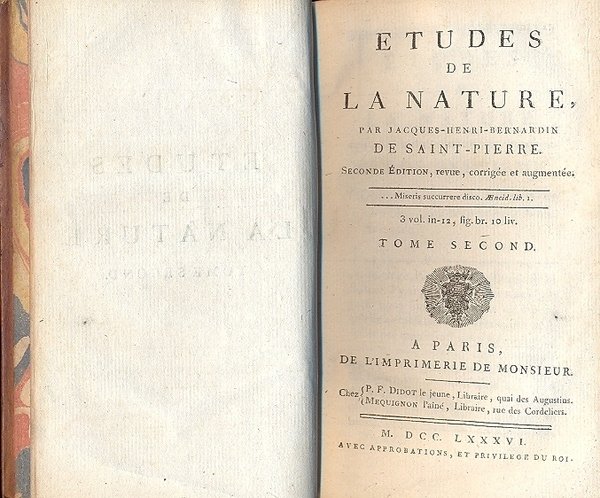 ETUDES
DE
LA NATURE,
PAR JACQUES-HENRI-BERNARDIN
DE SAINT-PIERRE.
SECONDE ÉDITION, revue, corrigée et augmentée.
...Miseris succurrere disco. Æneid. lib. 1.
3 vol. in-12, fig. br. 10 liv.
TOME SECOND.
A PARIS,
DE L'IMPRIMERIE DE MONSIEUR.
Chez { P. F. DIDOT le jeune, Libraire, quai des Augustins.
{ MEQUIGNON l'aîné, Libraire, rue des Cordeliers.
M. DCC. LXXXVI.
AVEC APPROBATIONS, ET PRIVILEGE DU ROI.